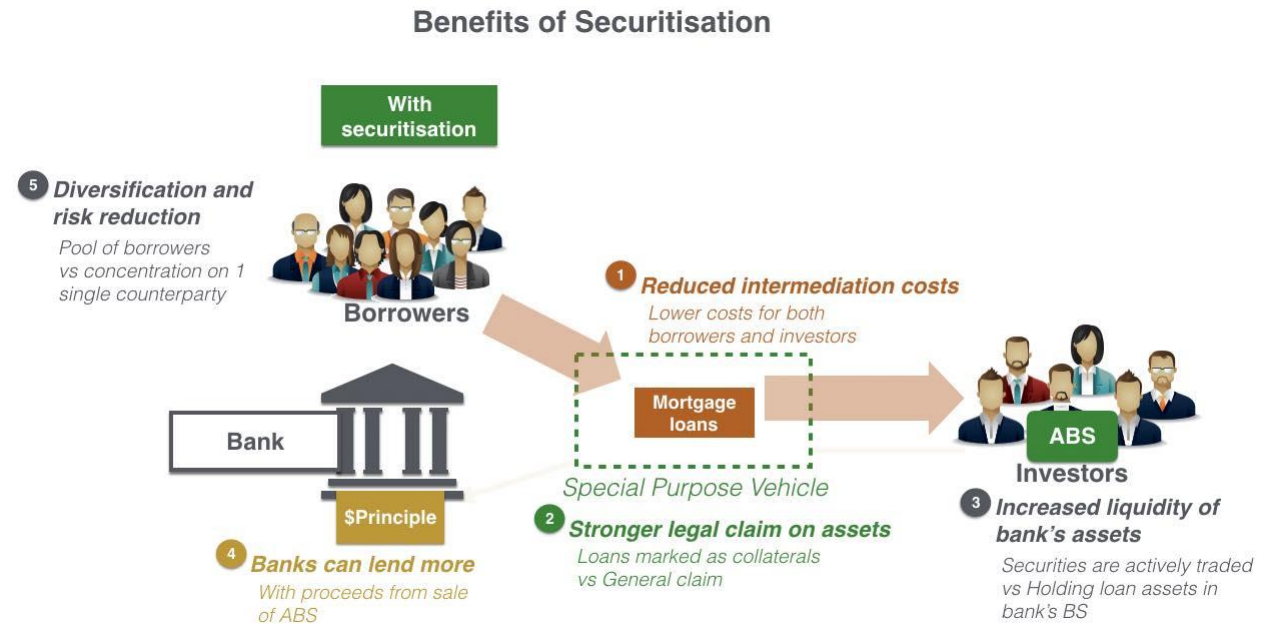 Benefits of Securitisation
With
securitisation
5
Diversification and
risk reduction
Pool of borrowers
vs concentration on 1
single counterparty
Borrowers
1
Reduced intermediation costs
Lower costs for both
borrowers and investors
Mortgage
loans
Bank
$Principle
ABS
Investors
Special Purpose Vehicle
2
Stronger legal claim on assets
Loans marked as collaterals
vs General claim
3
Increased liquidity of
bank's assets
Securities are actively traded
vs Holding loan assets in
bank's BS
4
Banks can lend more
With proceeds from sale
of ABS